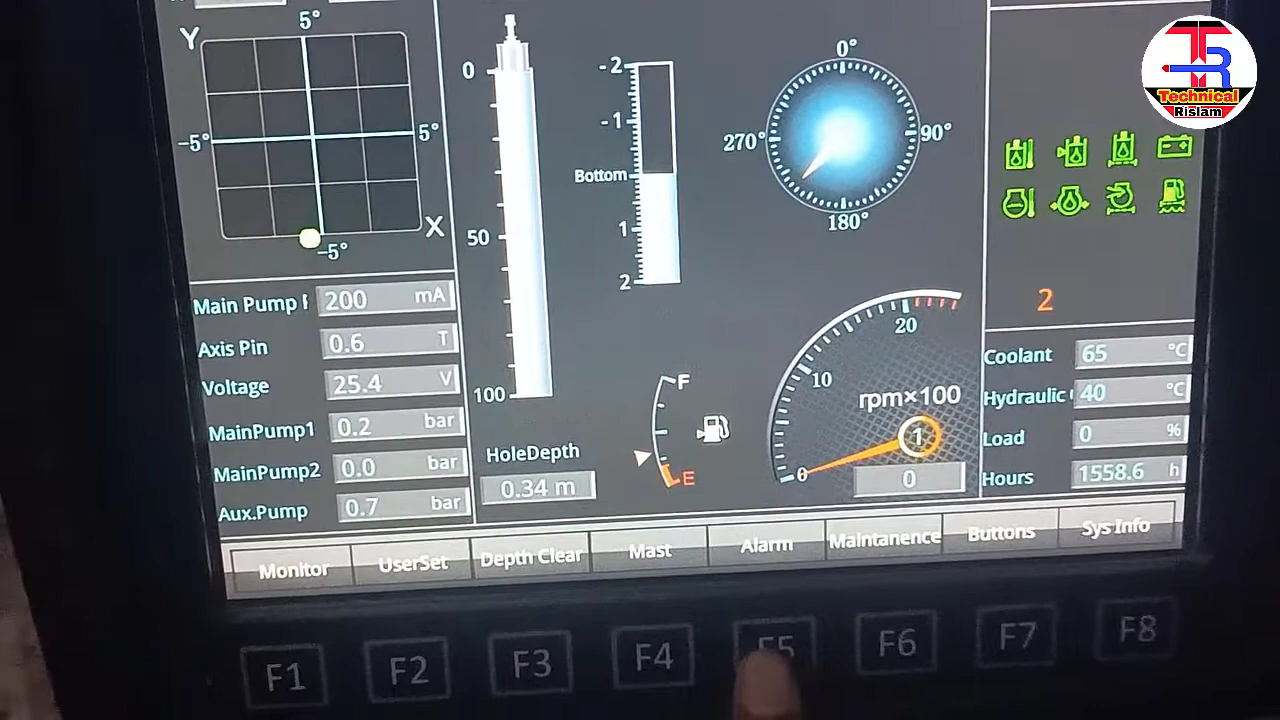 5°
Y
-5°
5°
X
-5°
Main Pump
200 mA
Axis Pin
0.6 T
Voltage
25.4 V
MainPump1
0.2 bar
MainPump2
0.0 bar
Aux.Pump
0.7 bar
0
50
100
HoleDepth
0.34 m
-2
-1
Bottom
1
2
0°
270°
90°
180°
F
E
0
10
20
rpm×100
1
0
TR
Technical
Rislam
2
Coolant
65 °C
Hydraulic
40 °C
Load
0 %
Hours
1558.6 h
Monitor
UserSet
Depth Clear
Mast
Alarm
Maintanence
Buttons
Sys Info
F1
F2
F3
F4
F5
F6
F7
F8